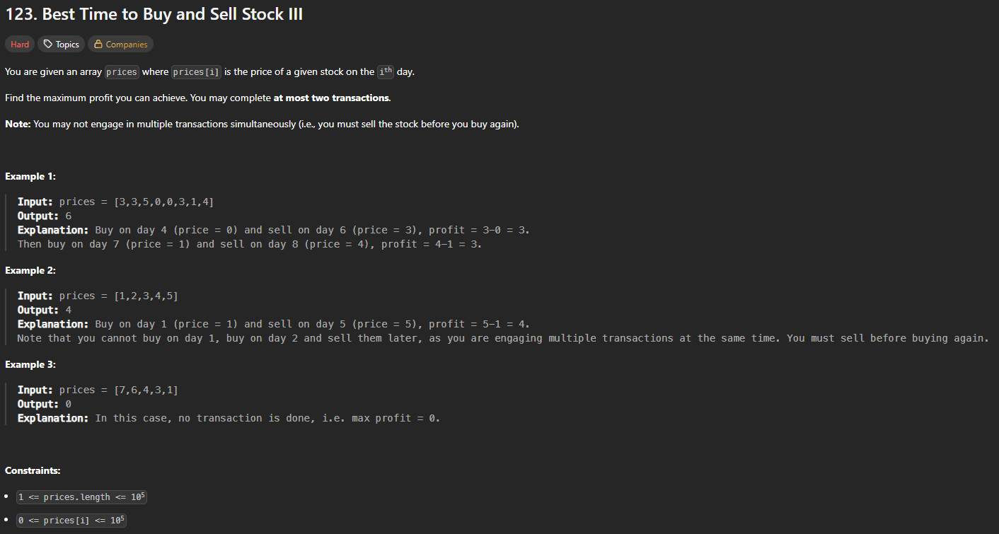 123. Best Time to Buy and Sell Stock III
Hard Topics Companies
You are given an array prices where prices[i] is the price of a given stock on the ith day.
Find the maximum profit you can achieve. You may complete at most two transactions.
Note: You may not engage in multiple transactions simultaneously (i.e., you must sell the stock before you buy again).
Example 1:
Input: prices = [3,3,5,0,0,3,1,4]
Output: 6
Explanation: Buy on day 4 (price = 0) and sell on day 6 (price = 3), profit = 3-0 = 3.
Then buy on day 7 (price = 1) and sell on day 8 (price = 4), profit = 4-1 = 3.
Example 2:
Input: prices = [1,2,3,4,5]
Output: 4
Explanation: Buy on day 1 (price = 1) and sell on day 5 (price = 5), profit = 5-1 = 4.
Note that you cannot buy on day 1, buy on day 2 and sell them later, as you are engaging multiple transactions at the same time. You must sell before buying again.
Example 3:
Input: prices = [7,6,4,3,1]
Output: 0
Explanation: In this case, no transaction is done, i.e. max profit = 0.
Constraints:
• 1 <= prices.length <= 10⁵
• 0 <= prices[i] <= 10⁵